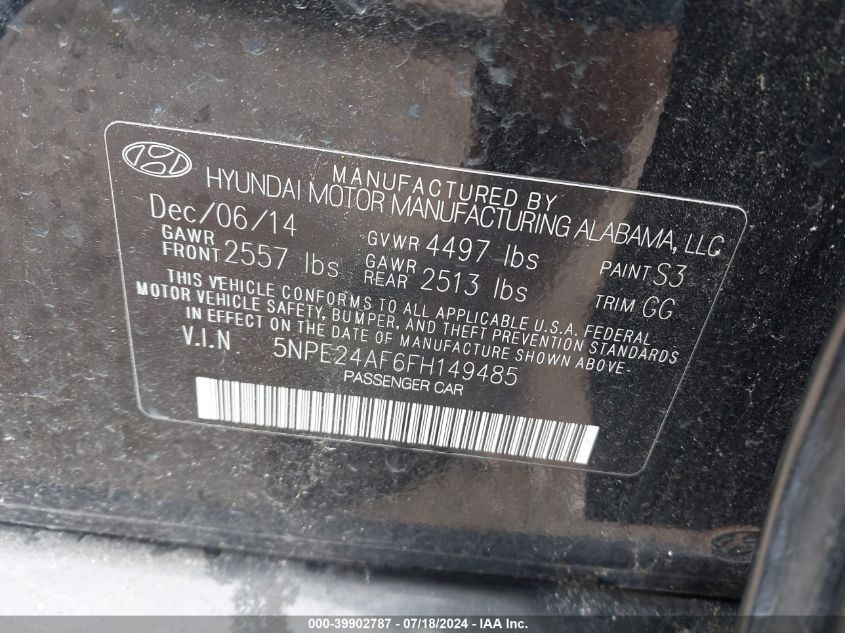 MANUFACTURED BY
HYUNDAI MOTOR MANUFACTURING ALABAMA, LLC
Dec/06/14
GVWR 4497 lbs
PAINT S3
GAWR FRONT 2557 lbs
GAWR REAR 2513 lbs
TRIM GG
THIS VEHICLE CONFORMS TO ALL APPLICABLE U.S.A. FEDERAL
MOTOR VEHICLE SAFETY, BUMPER, AND THEFT PREVENTION STANDARDS
IN EFFECT ON THE DATE OF MANUFACTURE SHOWN ABOVE.
V.I.N 5NPE24AF6FH149485
PASSENGER CAR
000-39902787 / 07/18/2024 / IAAI.COM